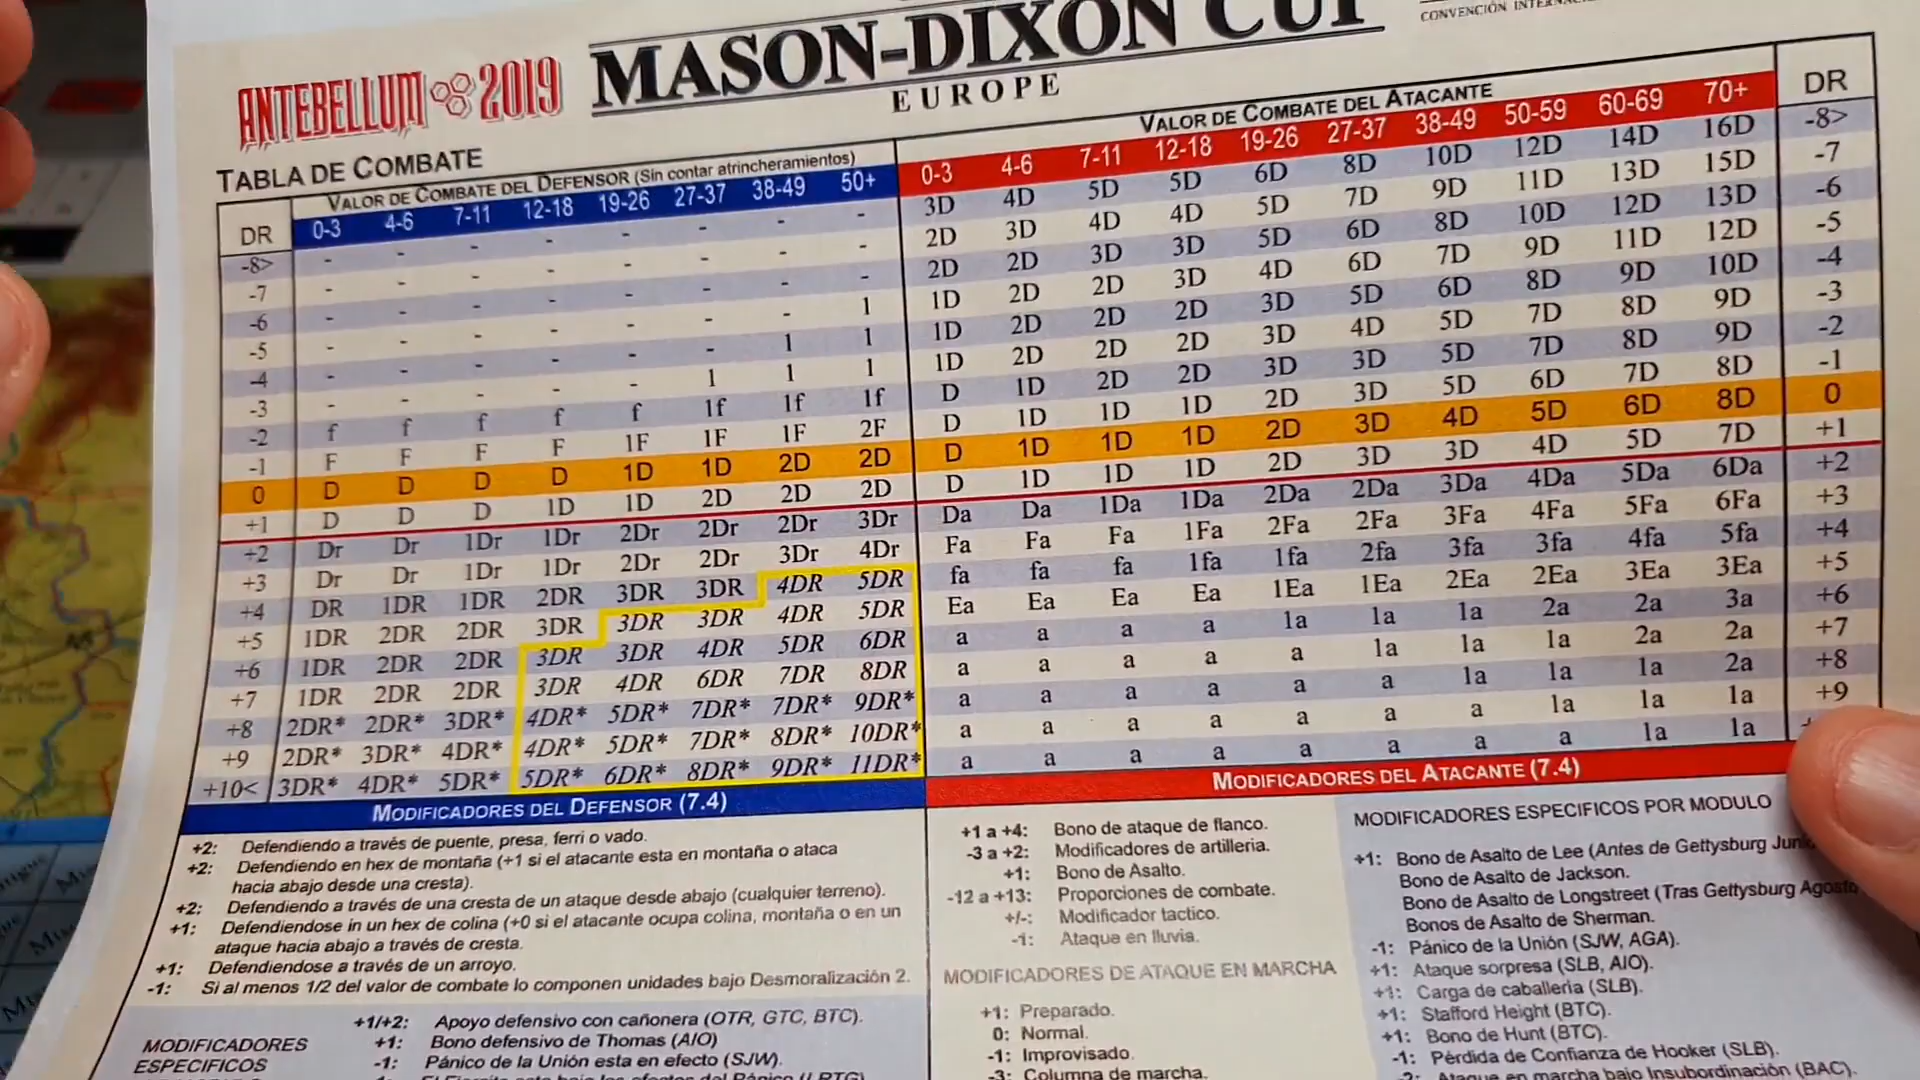 CONVENCIÓN
ANTEBELLUM 2019
MASON-DIXON CUP
EUROPE
TABLA DE COMBATE
VALOR DE COMBATE DEL DEFENSOR (Sin contar atrincheramientos) VALOR DE COMBATE DEL ATACANTE
DR 0-3 4-6 7-11 12-18 19-26 27-37 38-49 50+ 0-3 4-6 7-11 12-18 19-26 27-37 38-49 50-59 60-69 70+ DR
-8> - - - - - - - - 3D 4D 5D 5D 6D 8D 10D 12D 14D 16D -8>
-7 - - - - - - - - 2D 3D 4D 4D 5D 7D 9D 11D 13D 15D -7
-6 - - - - - - - - 2D 2D 3D 3D 5D 6D 8D 10D 12D 13D -6
-5 - - - - - - - 1 1D 2D 2D 3D 4D 6D 7D 9D 11D 12D -5
-4 - - - - - - 1 1 1D 2D 2D 2D 3D 5D 6D 8D 9D 10D -4
-3 - - - - - 1 1 1 1D 2D 2D 2D 3D 4D 5D 7D 8D 9D -3
-2 f f f f f 1f 1f 1f D 1D 2D 2D 3D 3D 5D 7D 8D 9D -2
-1 F F F F 1F 1F 1F 2F D 1D 1D 1D 2D 3D 5D 6D 7D 8D -1
0 D D D D 1D 1D 2D 2D D 1D 1D 1D 2D 3D 4D 5D 6D 8D 0
+1 D D D 1D 1D 2D 2D 2D D 1D 1D 1D 2D 3D 3D 4D 5D 7D +1
+2 Dr Dr 1Dr 1Dr 2Dr 2Dr 2Dr 3Dr Da Da 1Da 1Da 2Da 2Da 3Da 4Da 5Da 6Da +2
+3 Dr Dr 1Dr 1Dr 2Dr 2Dr 3Dr 4Dr Fa Fa Fa 1Fa 2Fa 2Fa 3Fa 4Fa 5Fa 6Fa +3
+4 DR 1DR 1DR 2DR 3DR 3DR 4DR 5DR fa fa fa 1fa 1fa 2fa 3fa 3fa 4fa 5fa +4
+5 1DR 2DR 2DR 3DR 3DR 3DR 4DR 5DR Ea Ea Ea Ea 1Ea 1Ea 2Ea 2Ea 3Ea 3Ea +5
+6 1DR 2DR 2DR 3DR 3DR 4DR 5DR 6DR a a a a 1a 1a 1a 2a 2a 3a +6
+7 1DR 2DR 2DR 3DR 4DR 6DR 7DR 8DR a a a a a 1a 1a 1a 2a 2a +7
+8 2DR* 2DR* 3DR* 4DR* 5DR* 7DR* 7DR* 9DR* a a a a a a 1a 1a 1a 2a +8
+9 2DR* 3DR* 4DR* 4DR* 5DR* 7DR* 8DR* 10DR* a a a a a a a 1a 1a 1a +9
+10< 3DR* 4DR* 5DR* 5DR* 6DR* 8DR* 9DR* 11DR* a a a a a a a a 1a 1a
MODIFICADORES DEL DEFENSOR (7.4)
+2: Defendiendo a través de puente, presa, ferri o vado.
+2: Defendiendo en hex de montaña (+1 si el atacante esta en montaña o ataca
hacia abajo desde una cresta).
+2: Defendiendo a través de una cresta de un ataque desde abajo (cualquier terreno).
+1: Defendiendose in un hex de colina (+0 si el atacante ocupa colina, montaña o en un
ataque hacia abajo a través de cresta.
+1: Defendiendose a través de un arroyo.
-1: Si al menos 1/2 del valor de combate lo componen unidades bajo Desmoralización 2.
MODIFICADORES
ESPECIFICOS
+1/+2: Apoyo defensivo con cañonera (OTR, GTC, BTC).
+1: Bono defensivo de Thomas (AIO)
-1: Pánico de la Unión esta en efecto (SJW).
MODIFICADORES DEL ATACANTE (7.4)
+1 a +4: Bono de ataque de flanco.
-3 a +2: Modificadores de artilleria.
+1: Bono de Asalto.
-12 a +13: Proporciones de combate.
+/-: Modificador tactico.
-1: Ataque en lluvia.
MODIFICADORES DE ATAQUE EN MARCHA
+1: Preparado.
0: Normal.
-1: Improvisado.
-3: Columna de marcha.
MODIFICADORES ESPECIFICOS POR MODULO
+1: Bono de Asalto de Lee (Antes de Gettysburg
Bono de Asalto de Jackson.
Bono de Asalto de Longstreet (Tras Gettysburg Agosto
Bonos de Asalto de Sherman.
-1: Pánico de la Unión (SJW, AGA).
+1: Ataque sorpresa (SLB, AIO).
+1: Carga de caballeria (SLB).
+1: Stafford Height (BTC).
+1: Bono de Hunt (BTC).
-1: Pérdida de Confianza de Hooker (SLB).
Ataque en marcha bajo Insubordinación (BAC).